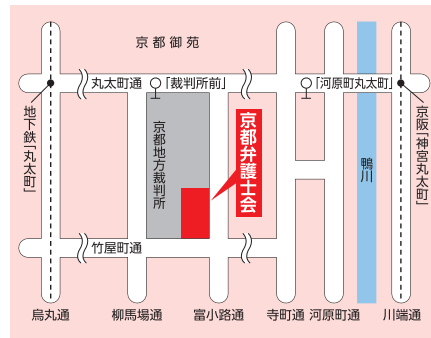 京都御苑
丸太町通
「裁判所前」
「河原町丸太町」
地下鉄「丸太町」
京都地方裁判所
京都弁護士会
鴨川
京阪「神宮丸太町」
竹屋町通
烏丸通
柳馬場通
富小路通
寺町通
河原町通
川端通